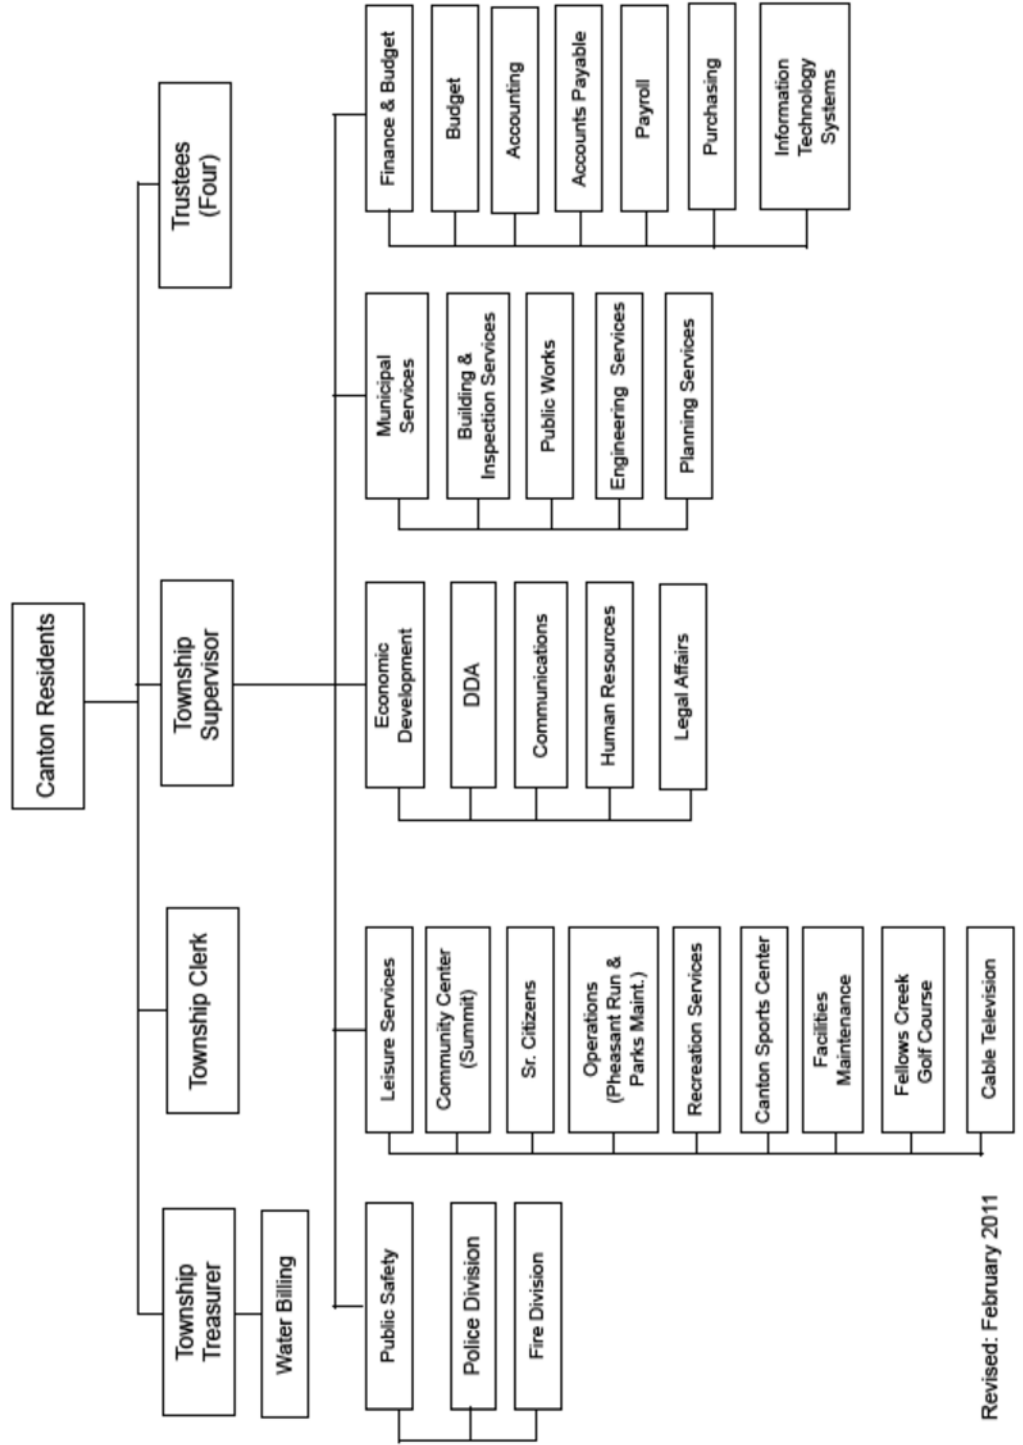 Canton Residents
Township
Treasurer
Township Clerk
Township
Supervisor
Trustees
(Four)
Water Billing
Public Safety
Police Division
Fire Division
Leisure Services
Community Center
(Summit)
Sr. Citizens
Operations
(Pheasant Run &
Parks Maint.)
Recreation Services
Canton Sports Center
Facilities
Maintenance
Fellows Creek
Golf Course
Cable Television
Economic
Development
DDA
Communications
Human Resources
Legal Affairs
Municipal
Services
Building &
Inspection Services
Public Works
Engineering Services
Planning Services
Finance & Budget
Budget
Accounting
Accounts Payable
Payroll
Purchasing
Information
Technology
Systems
Revised: February 2011